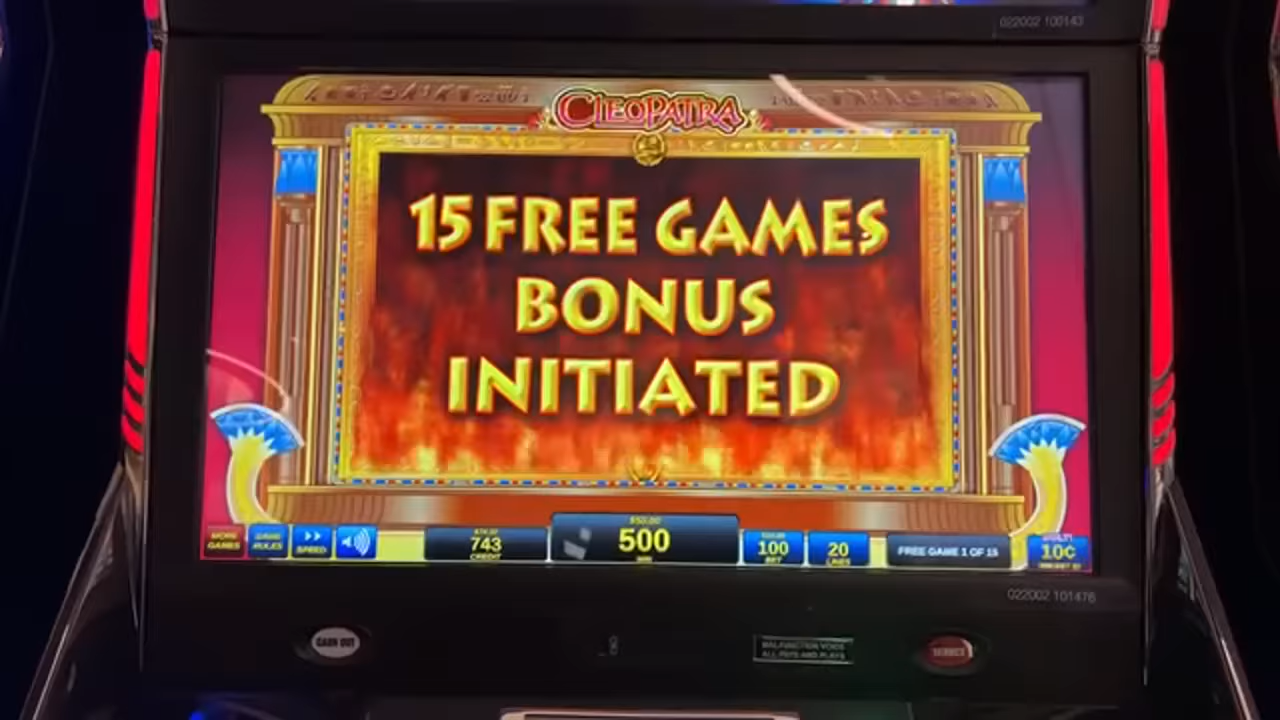 022002 100143
CLEOPATRA
15 FREE GAMES
BONUS
INITIATED
MORE GAMES
GAME RULES
SPEED
743
CREDIT
$50.00
500
WIN
100
BET
20
LINES
FREE GAME 1 OF 15
10¢
022002 101476
CASH OUT
MALFUNCTION VOIDS
ALL PAYS AND PLAYS
SERVICE